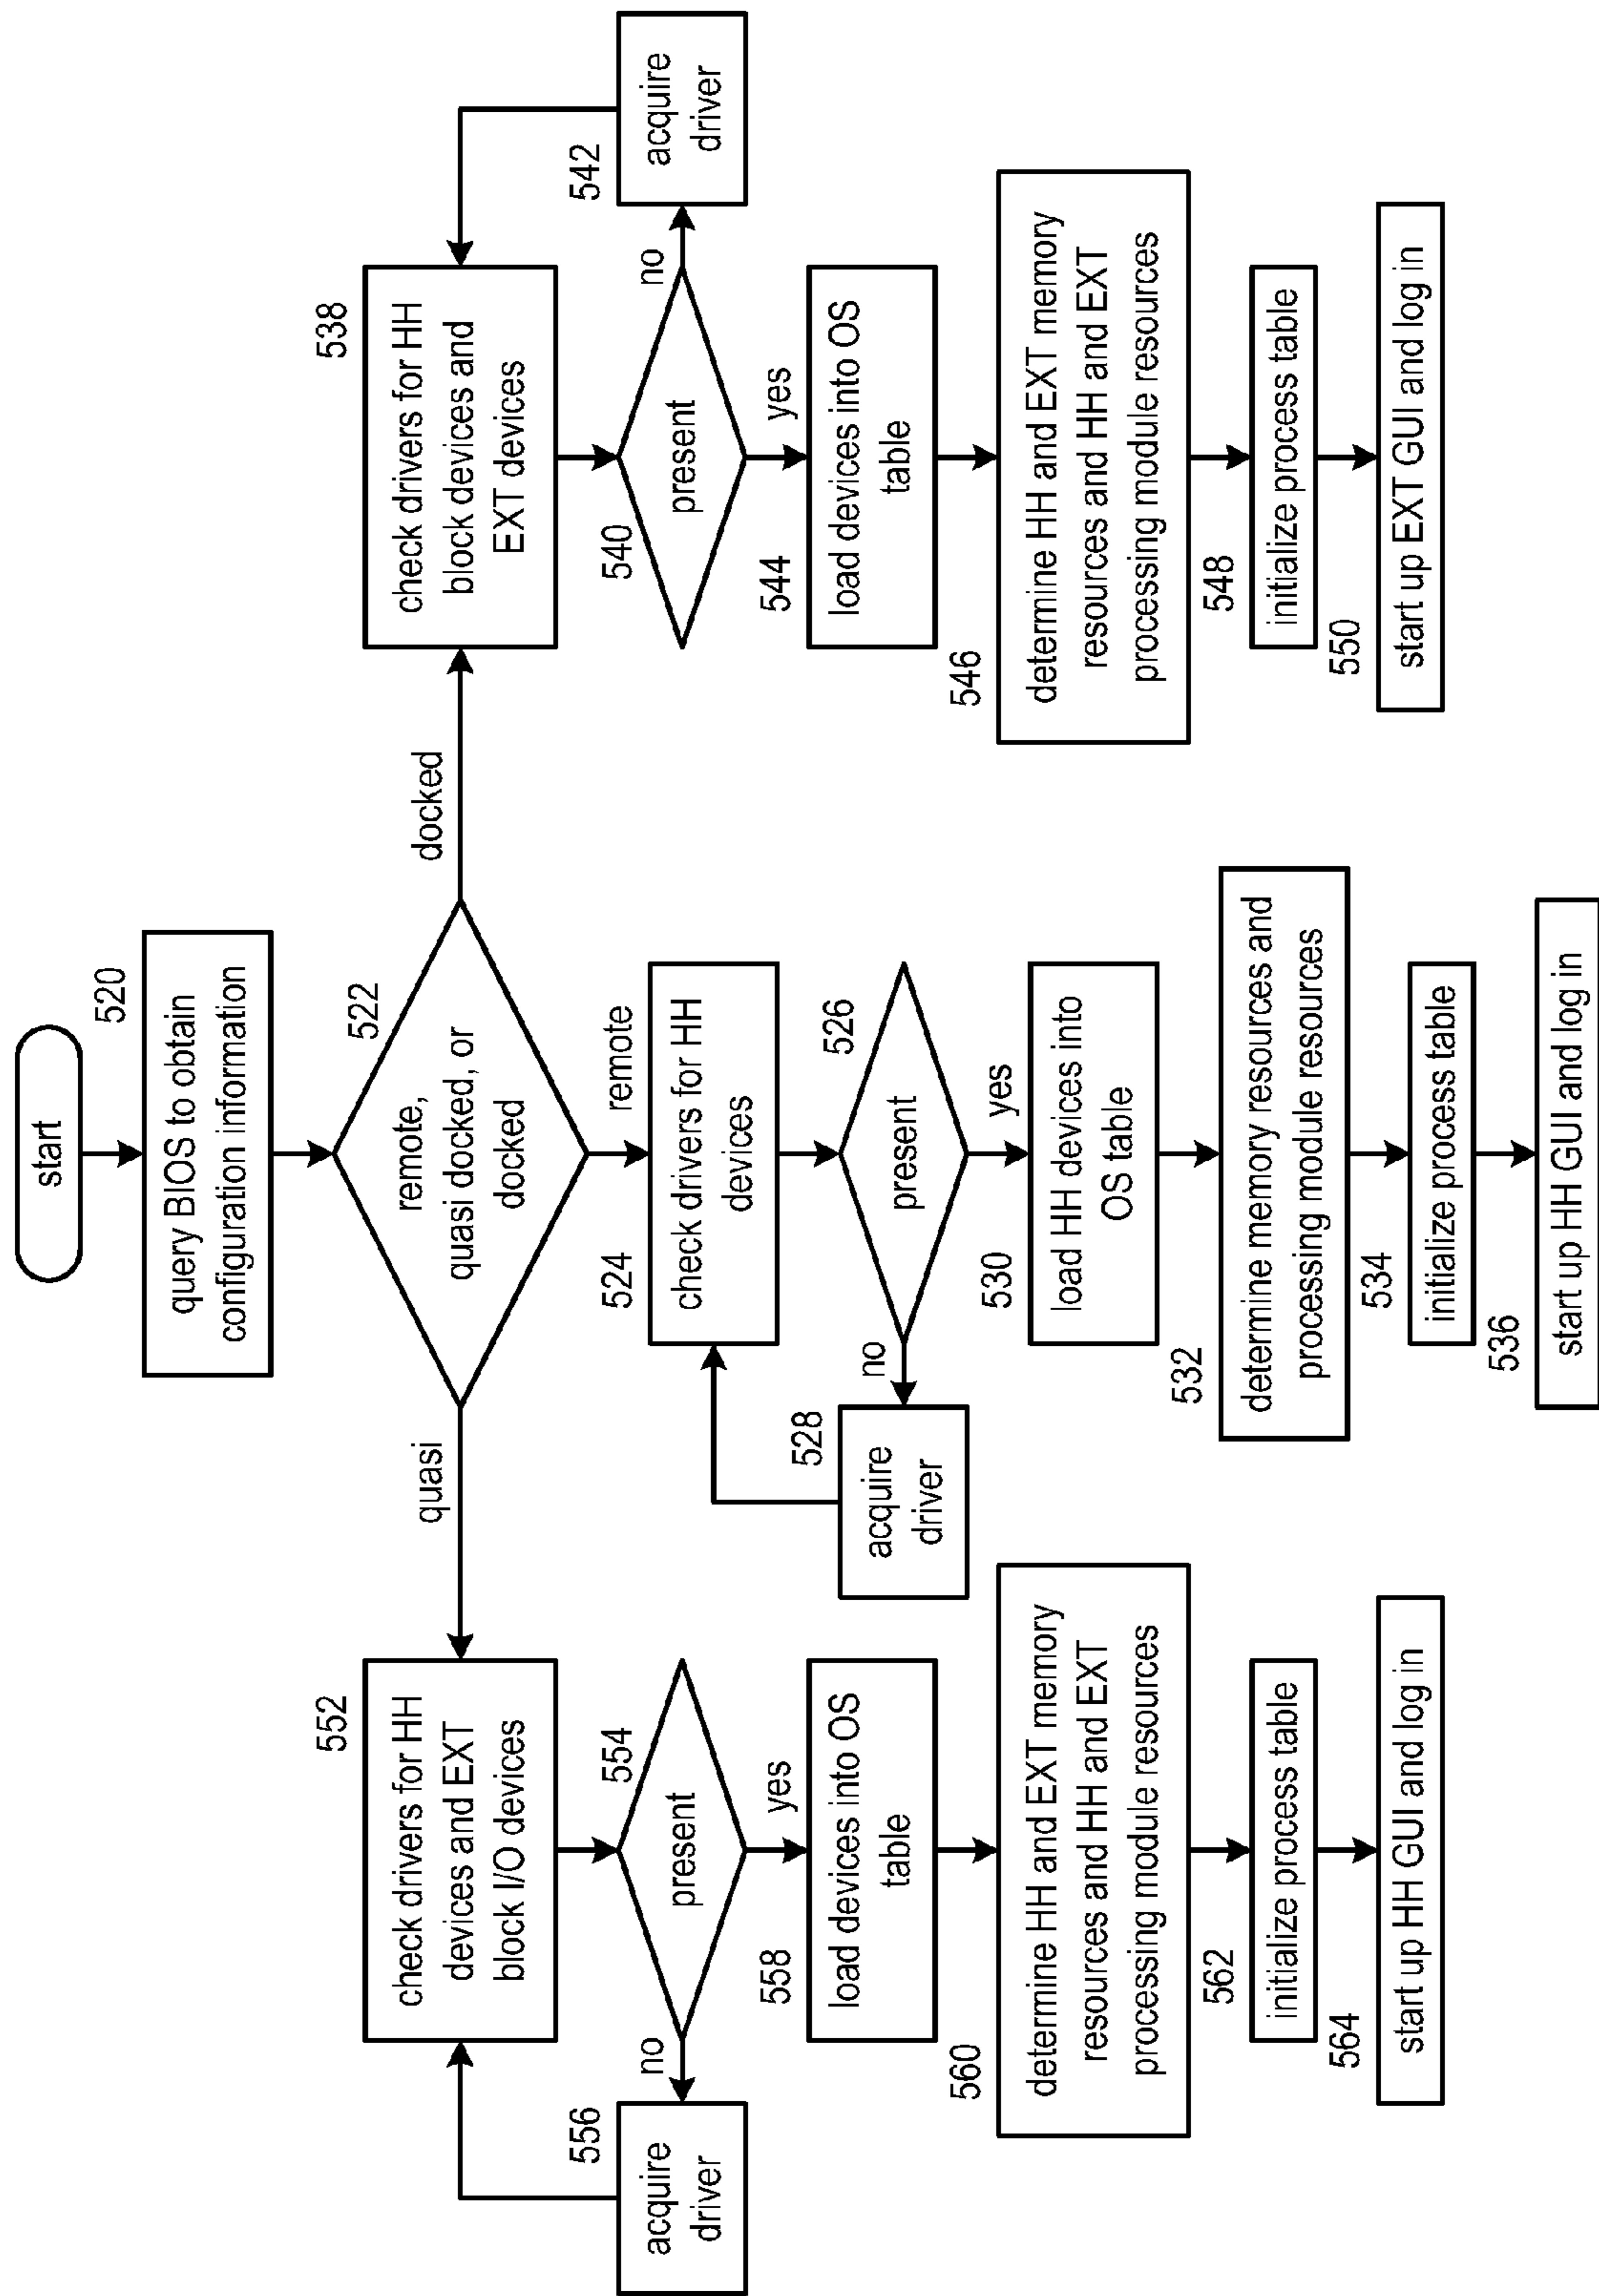 start
520
query BIOS to obtain
configuration information
522
remote,
quasi docked, or
docked
quasi
remote
docked
552
check drivers for HH
devices and EXT
block I/O devices
554
present
no
556
acquire
driver
yes
558
load devices into OS
table
560
determine HH and EXT memory
resources and HH and EXT
processing module resources
562
initialize process table
564
start up HH GUI and log in
524
check drivers for HH
devices
526
present
no
528
acquire
driver
yes
530
load HH devices into
OS table
532
determine memory resources and
processing module resources
534
initialize process table
536
start up HH GUI and log in
538
check drivers for HH
block devices and
EXT devices
540
present
no
542
acquire
driver
yes
544
load devices into OS
table
546
determine HH and EXT memory
resources and HH and EXT
processing module resources
548
initialize process table
550
start up EXT GUI and log in